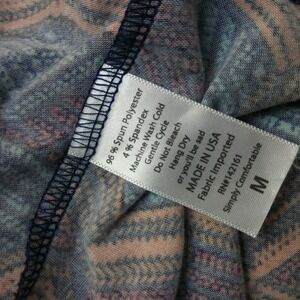 96 % Spun Polyester
4 % Spandex
Machine Wash Cold
Gentle Cycle
Do Not Bleach
Hang Dry
or you'll be sad
MADE IN USA
Fabric Imported
RN#142161
Simply Comfortable
M